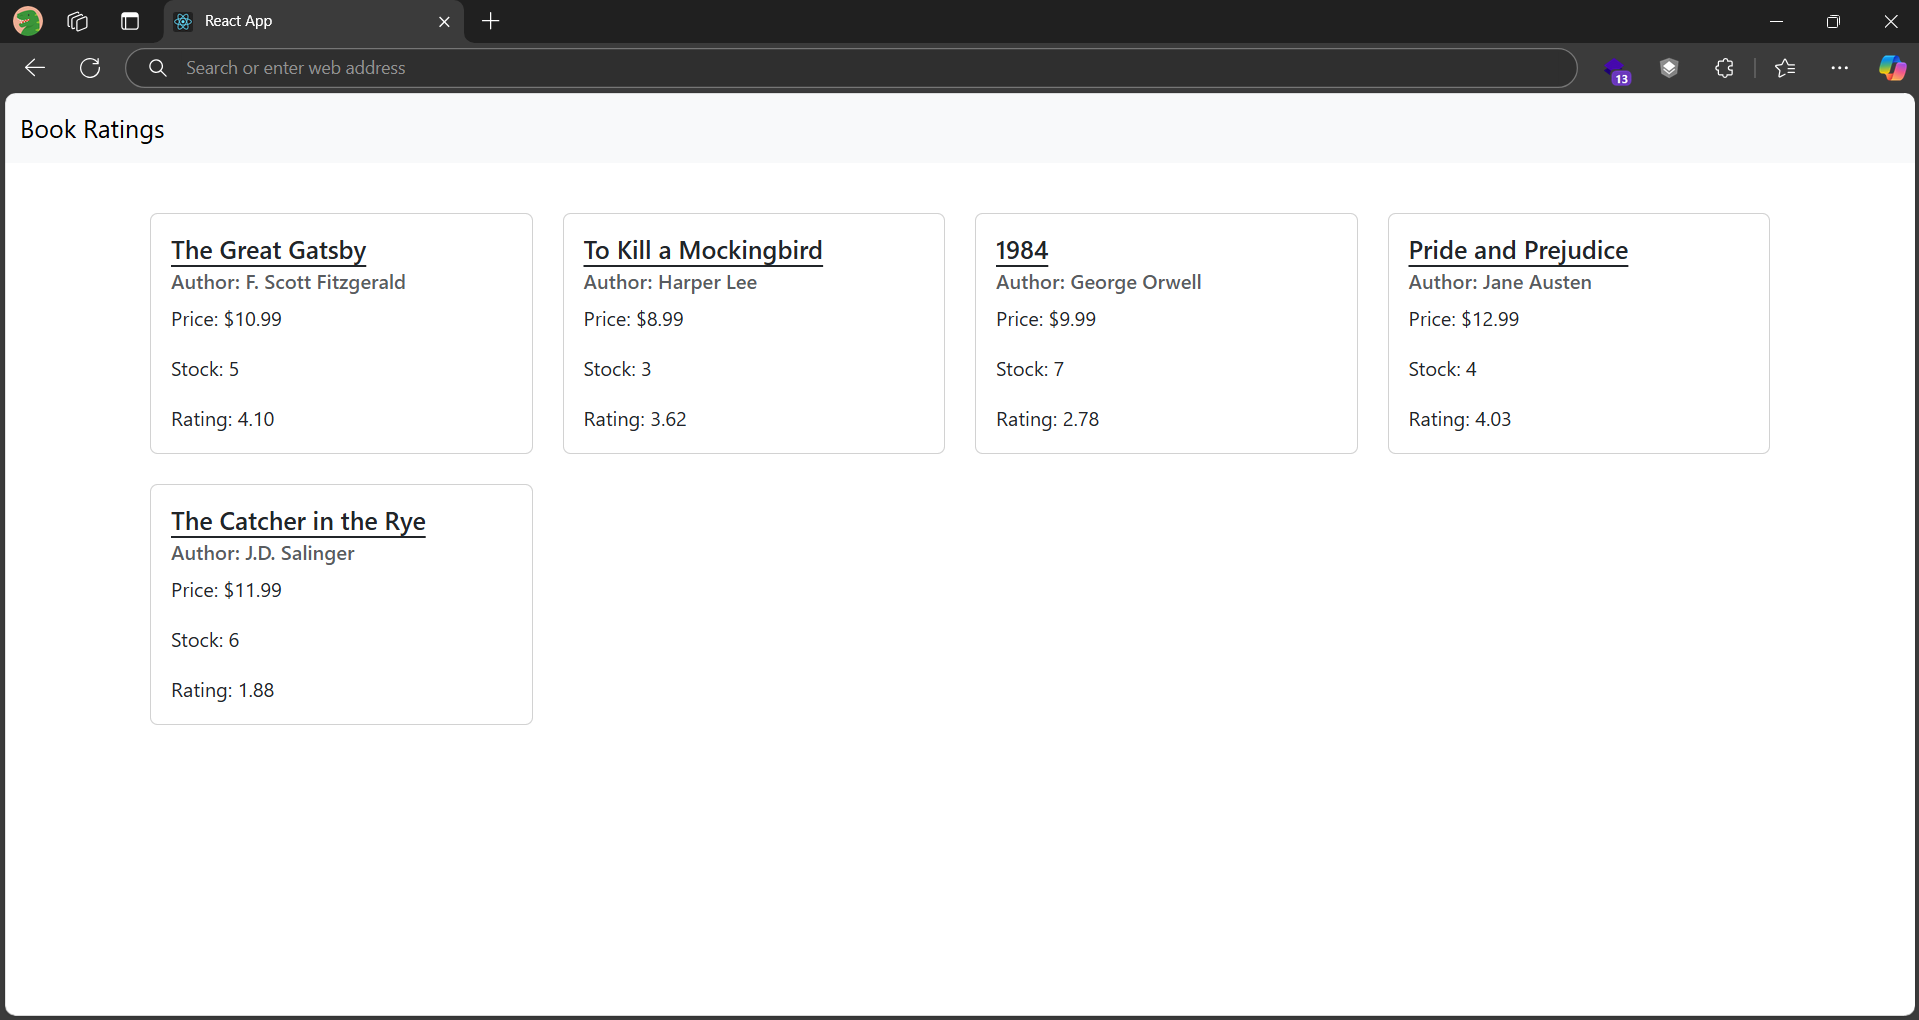 React App
Search or enter web address
13
Book Ratings
The Great Gatsby
Author: F. Scott Fitzgerald
Price: $10.99
Stock: 5
Rating: 4.10
To Kill a Mockingbird
Author: Harper Lee
Price: $8.99
Stock: 3
Rating: 3.62
1984
Author: George Orwell
Price: $9.99
Stock: 7
Rating: 2.78
Pride and Prejudice
Author: Jane Austen
Price: $12.99
Stock: 4
Rating: 4.03
The Catcher in the Rye
Author: J.D. Salinger
Price: $11.99
Stock: 6
Rating: 1.88